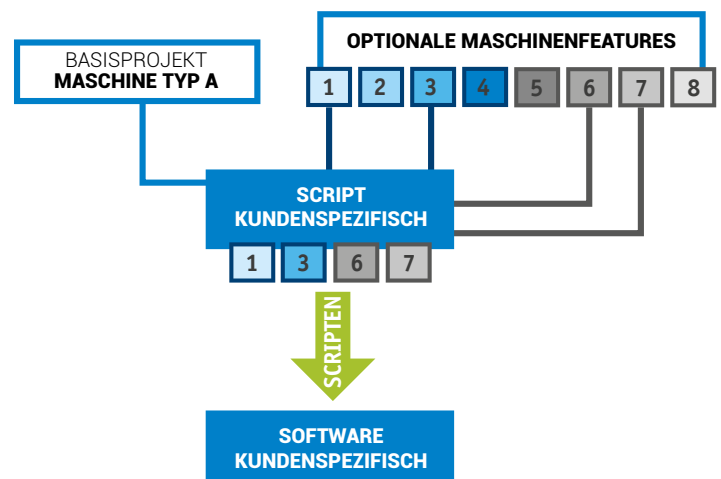 OPTIONALE MASCHINENFEATURES
BASISPROJEKT
MASCHINE TYP A
1 2 3 4 5 6 7 8
SCRIPT
KUNDENSPEZIFISCH
1 3 6 7
SCRIPTEN
SOFTWARE
KUNDENSPEZIFISCH